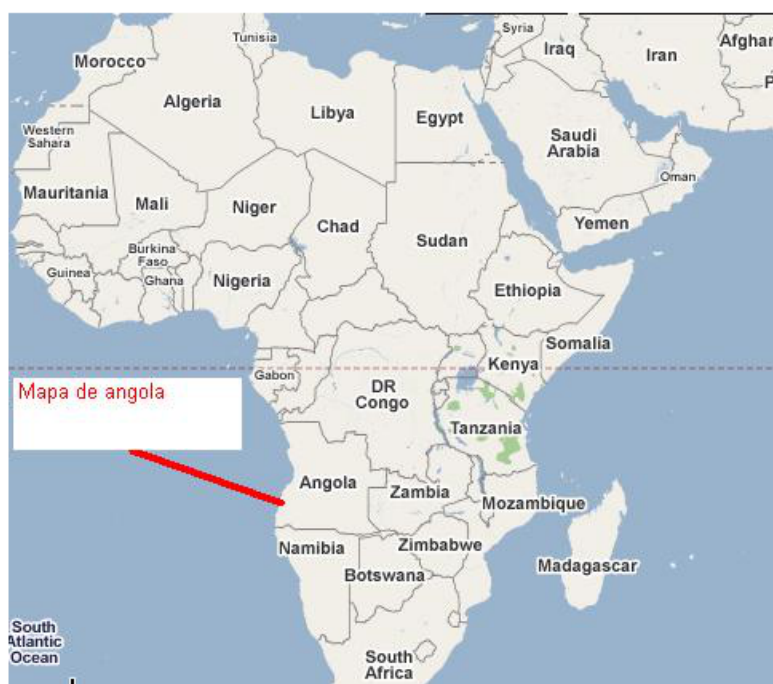 Syria
Tunisia
Iraq
Iran
Afghan
Morocco
Algeria
Libya
Egypt
P
Western
Sahara
Saudi
Arabia
Oman
Mauritania
Mali
Niger
Chad
Sudan
Yemen
Burkina
Faso
Guinea
Ghana
Nigeria
Ethiopia
Somalia
Kenya
Gabon
DR
Congo
Mapa de angola
Tanzania
Angola
Zambia
Mozambique
Namibia
Zimbabwe
Botswana
Madagascar
South
Atlantic
Ocean
South
Africa